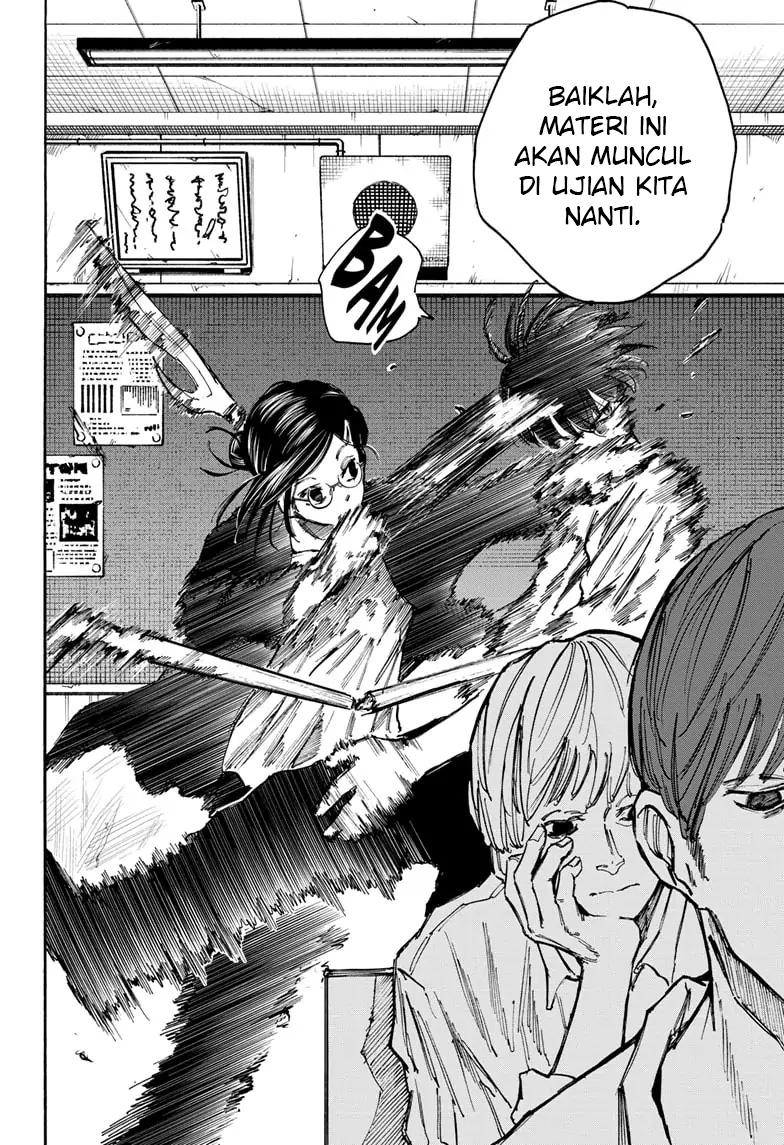 BAIKLAH,
MATERI INI
AKAN MUNCUL
DI UJIAN KITA
NANTI.
BAM